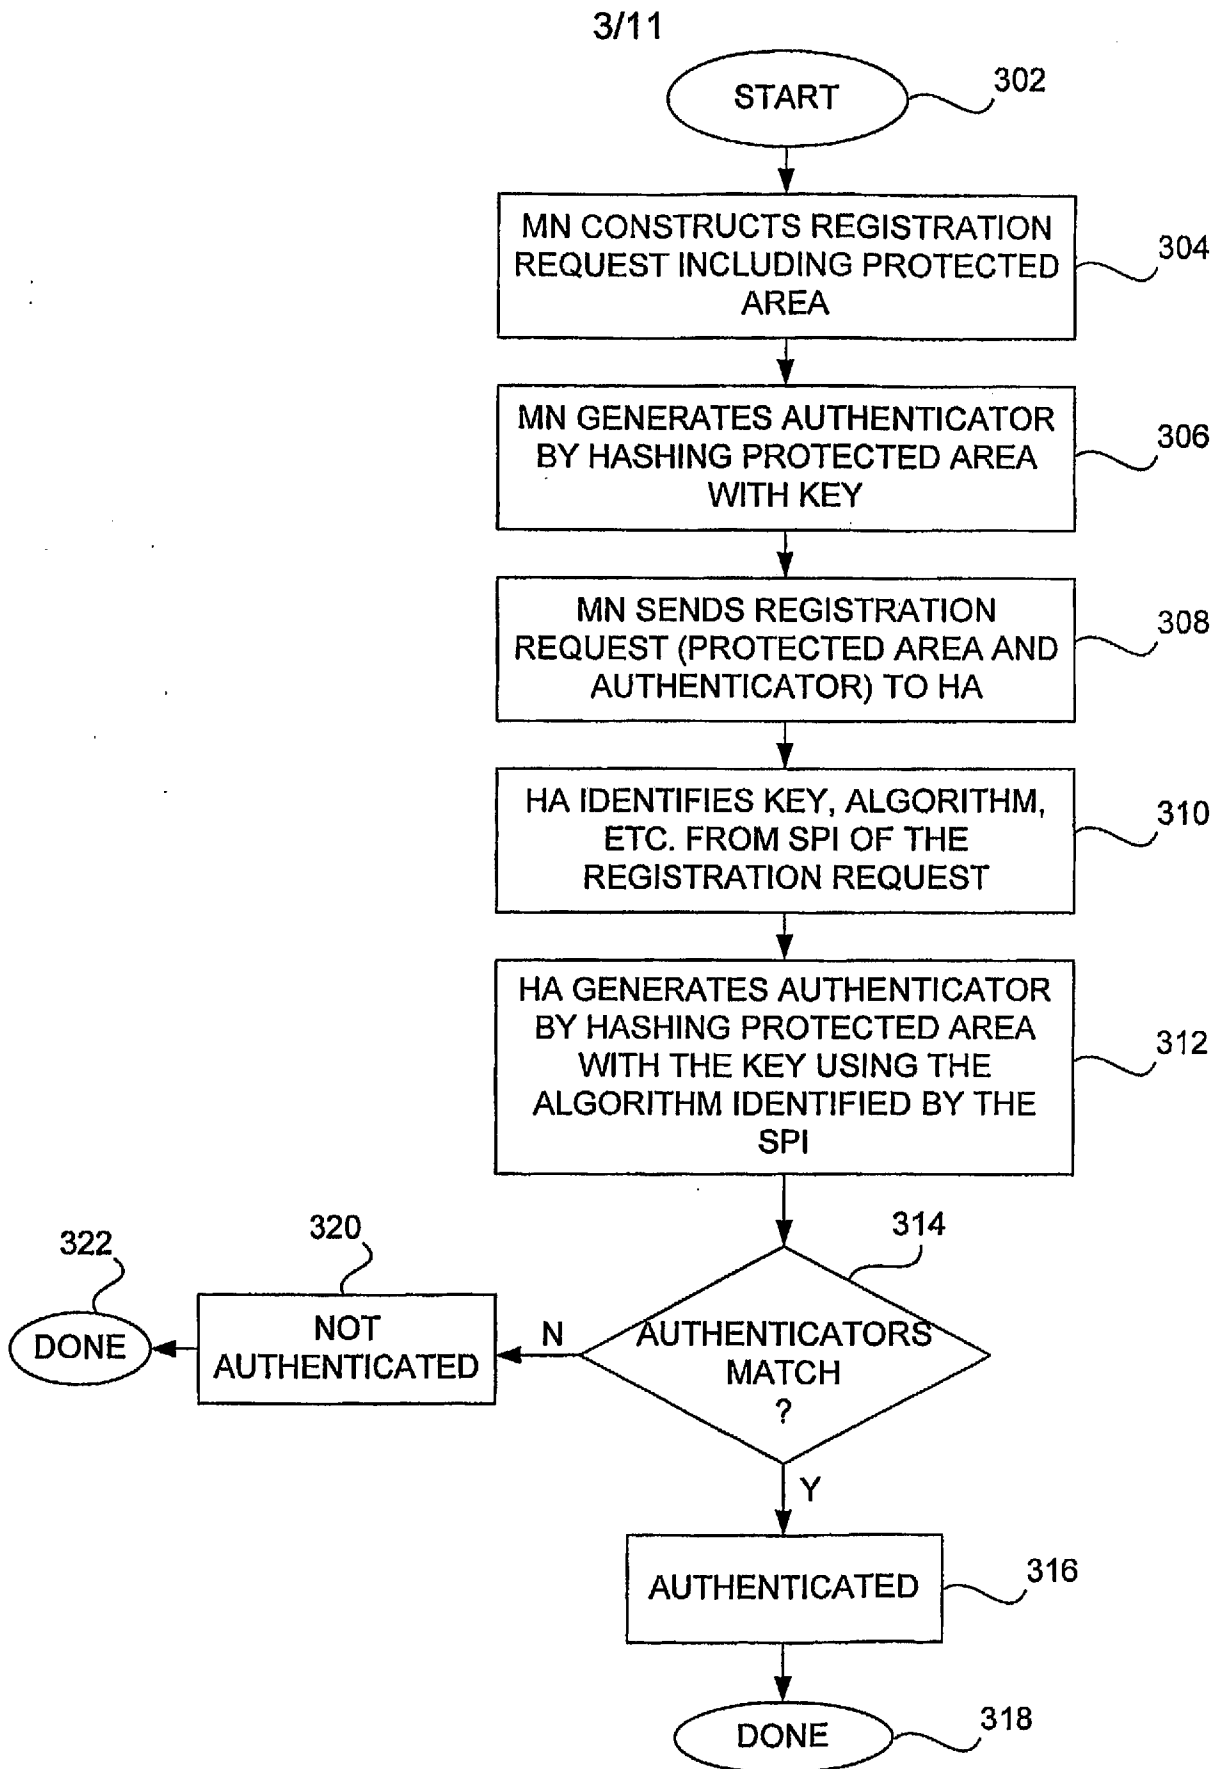 3/11
START
302
MN CONSTRUCTS REGISTRATION
REQUEST INCLUDING PROTECTED
AREA
304
MN GENERATES AUTHENTICATOR
BY HASHING PROTECTED AREA
WITH KEY
306
MN SENDS REGISTRATION
REQUEST (PROTECTED AREA AND
AUTHENTICATOR) TO HA
308
HA IDENTIFIES KEY, ALGORITHM,
ETC. FROM SPI OF THE
REGISTRATION REQUEST
310
HA GENERATES AUTHENTICATOR
BY HASHING PROTECTED AREA
WITH THE KEY USING THE
ALGORITHM IDENTIFIED BY THE
SPI
312
314
AUTHENTICATORS
MATCH
?
N
320
NOT
AUTHENTICATED
322
DONE
Y
AUTHENTICATED
316
DONE
318